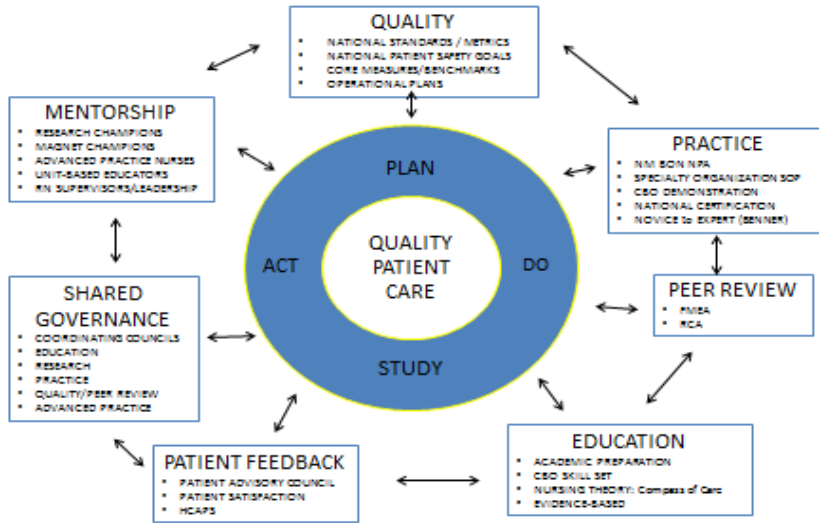 QUALITY
NATIONAL STANDARDS / METRICS
NATIONAL PATIENT SAFETY GOALS
CORE MEASURES/BENCHMARKS
OPERATIONAL PLANS
MENTORSHIP
RESEARCH CHAMPIONS
MAGNET CHAMPIONS
ADVANCED PRACTICE NURSES
UNIT-BASED EDUCATORS
RN SUPERVISORS/LEADERSHIP
PRACTICE
NM BON NPA
SPECIALTY ORGANIZATION SOP
CBO DEMONSTRATION
NATIONAL CERTIFICATION
NOVICE to EXPERT (BENNER)
PLAN
ACT
QUALITY
PATIENT
CARE
DO
STUDY
SHARED
GOVERNANCE
COORDINATING COUNCILS
EDUCATION
RESEARCH
PRACTICE
QUALITY/PEER REVIEW
ADVANCED PRACTICE
PEER REVIEW
FMEA
RCA
PATIENT FEEDBACK
PATIENT ADVISORY COUNCIL
PATIENT SATISFACTION
HCAPS
EDUCATION
ACADEMIC PREPARATION
CBO SKILL SET
NURSING THEORY: Compass of Care
EVIDENCE-BASED